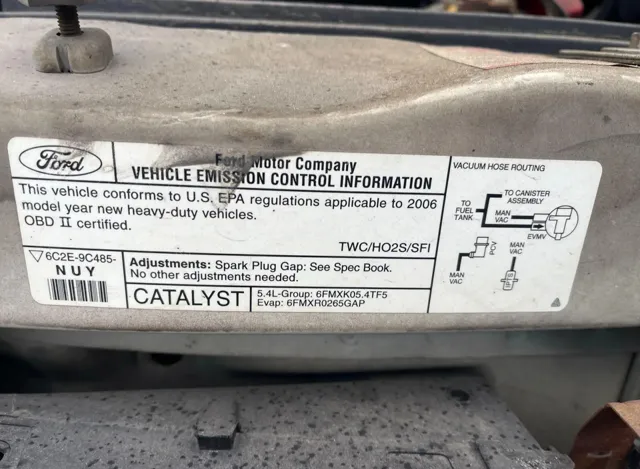 Ford
Ford Motor Company
VEHICLE EMISSION CONTROL INFORMATION
This vehicle conforms to U.S. EPA regulations applicable to 2006
model year new heavy-duty vehicles.
OBD II certified.
TWC/HO2S/SFI
6C2E-9C485-
NUY
Adjustments: Spark Plug Gap: See Spec Book.
No other adjustments needed.
CATALYST
5.4L-Group: 6FMXK05.4TF5
Evap: 6FMXR0265GAP
VACUUM HOSE ROUTING
TO CANISTER
ASSEMBLY
TO
FUEL
TANK
MAN
VAC
EVMV
PCV
MAN
VAC
MAN
VAC
FPTS